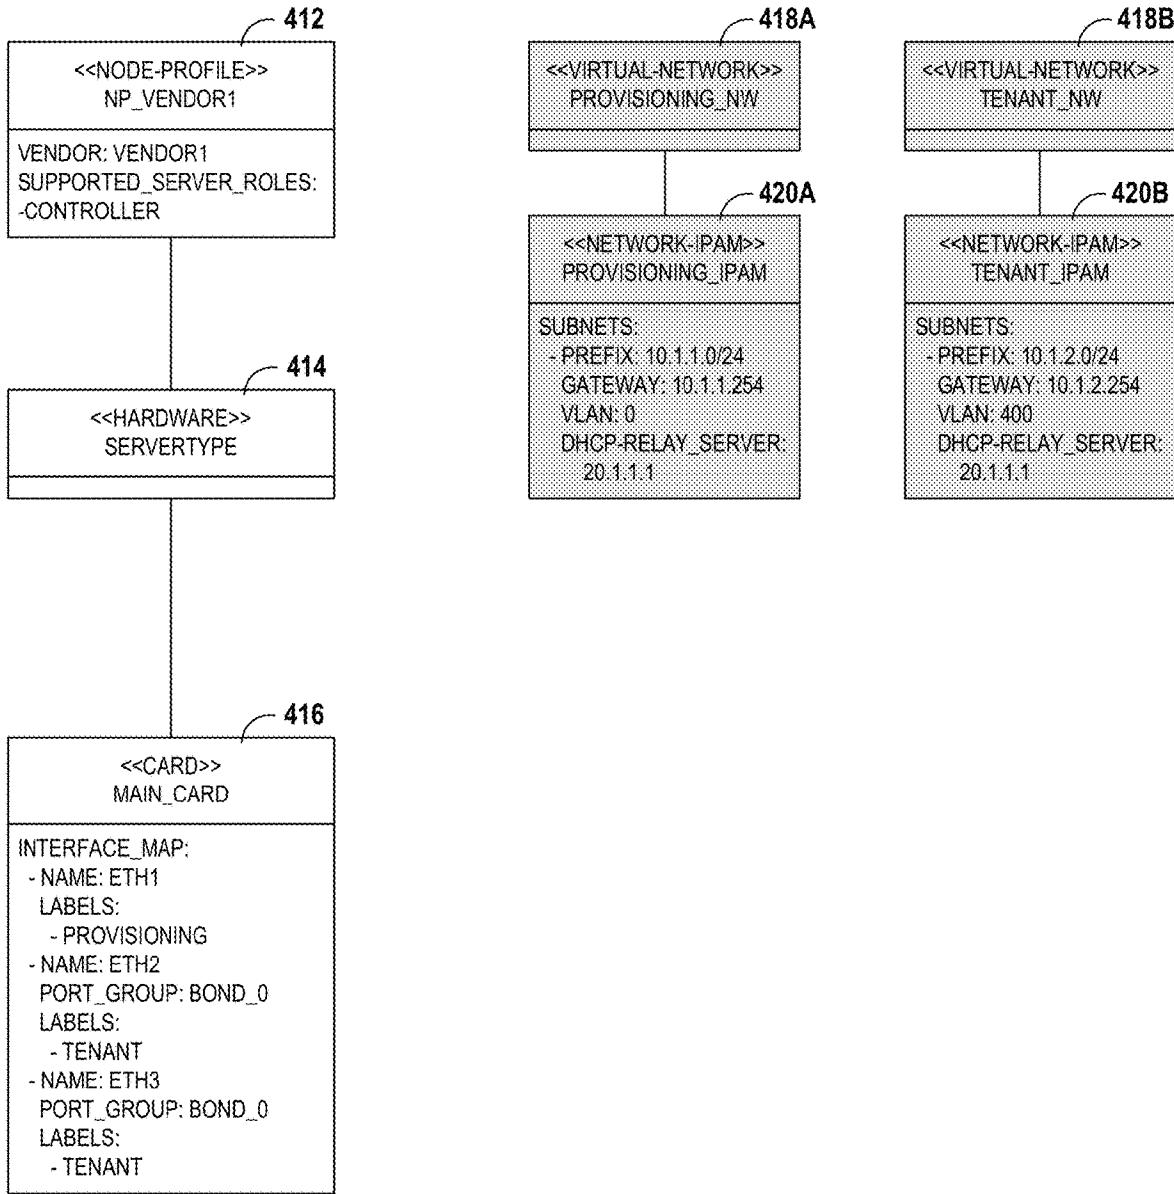 412
<<NODE-PROFILE>>
NP_VENDOR1
VENDOR: VENDOR1
SUPPORTED_SERVER_ROLES:
-CONTROLLER
414
<<HARDWARE>>
SERVERTYPE
416
<<CARD>>
MAIN_CARD
INTERFACE_MAP:
- NAME: ETH1
LABELS:
- PROVISIONING
- NAME: ETH2
PORT_GROUP: BOND_0
LABELS:
- TENANT
- NAME: ETH3
PORT_GROUP: BOND_0
LABELS:
- TENANT
418A
<<VIRTUAL-NETWORK>>
PROVISIONING_NW
420A
<<NETWORK-IPAM>>
PROVISIONING_IPAM
SUBNETS:
- PREFIX: 10.1.1.0/24
GATEWAY: 10.1.1.254
VLAN: 0
DHCP-RELAY_SERVER:
20.1.1.1
418B
<<VIRTUAL-NETWORK>>
TENANT_NW
420B
<<NETWORK-IPAM>>
TENANT_IPAM
SUBNETS:
- PREFIX: 10.1.2.0/24
GATEWAY: 10.1.2.254
VLAN: 400
DHCP-RELAY_SERVER:
20.1.1.1